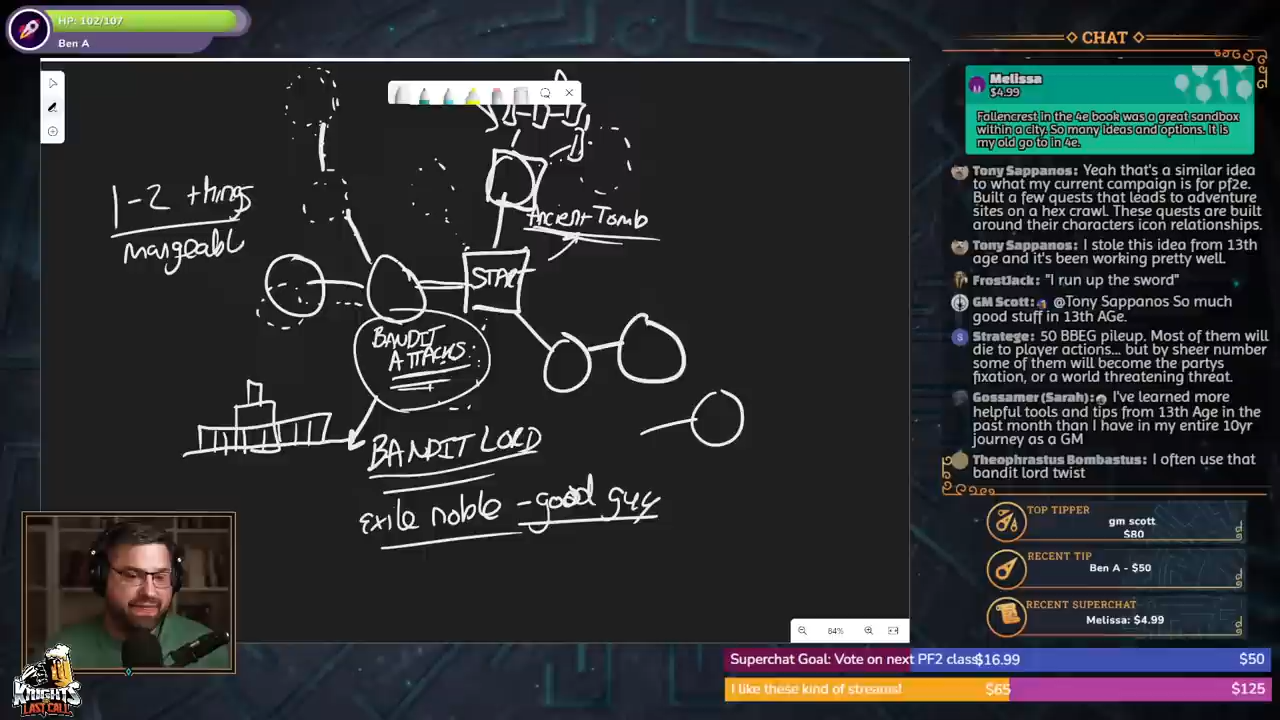 HP: 102/107
Ben A
1-2 things
mangeabl
START
Ancient Tomb
BANDIT
ATTACKS
BANDIT LORD
exile noble - good guy
84%
KNIGHTS
OF
LAST CALL
CHAT
Melissa
$4.99
Fallencrest in the 4e book was a great sandbox
within a city. So many ideas and options. It is
my old go to in 4e.
Tony Sappanos: Yeah that's a similar idea
to what my current campaign is for pf2e.
Built a few quests that leads to adventure
sites on a hex crawl. These quests are built
around their characters icon relationships.
Tony Sappanos: I stole this idea from 13th
age and it's been working pretty well.
FrostJack: "I run up the sword"
GM Scott: @Tony Sappanos So much
good stuff in 13th AGe.
Stratege: 50 BBEG pileup. Most of them will
die to player actions... but by sheer number
some of them will become the partys
fixation, or a world threatening threat.
Gossamer (Sarah): I've learned more
helpful tools and tips from 13th Age in the
past month than I have in my entire 10yr
journey as a GM
Theophrastus Bombastus: I often use that
bandit lord twist
TOP TIPPER
gm scott
$80
RECENT TIP
Ben A - $50
RECENT SUPERCHAT
Melissa: $4.99
Superchat Goal: Vote on next PF2 class $16.99 $50
I like these kind of streams! $65 $125